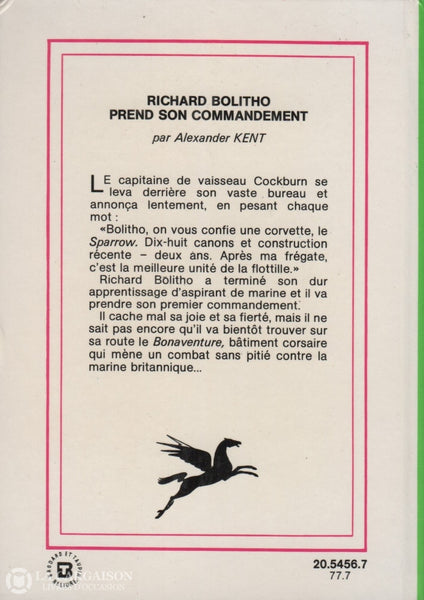 RICHARD BOLITHO
PREND SON COMMANDEMENT
par Alexander KENT
LE capitaine de vaisseau Cockburn se
leva derrière son vaste bureau et
annonça lentement, en pesant chaque
mot :
«Bolitho, on vous confie une corvette, le
Sparrow. Dix-huit canons et construction
récente – deux ans. Après ma frégate,
c'est la meilleure unité de la flottille.»
Richard Bolitho a terminé son dur
apprentissage d'aspirant de marine et il va
prendre son premier commandement.
Il cache mal sa joie et sa fierté, mais il ne
sait pas encore qu'il va bientôt trouver sur
sa route le Bonaventure, bâtiment corsaire
qui mène un combat sans pitié contre la
marine britannique...
20.5456.7
77.7